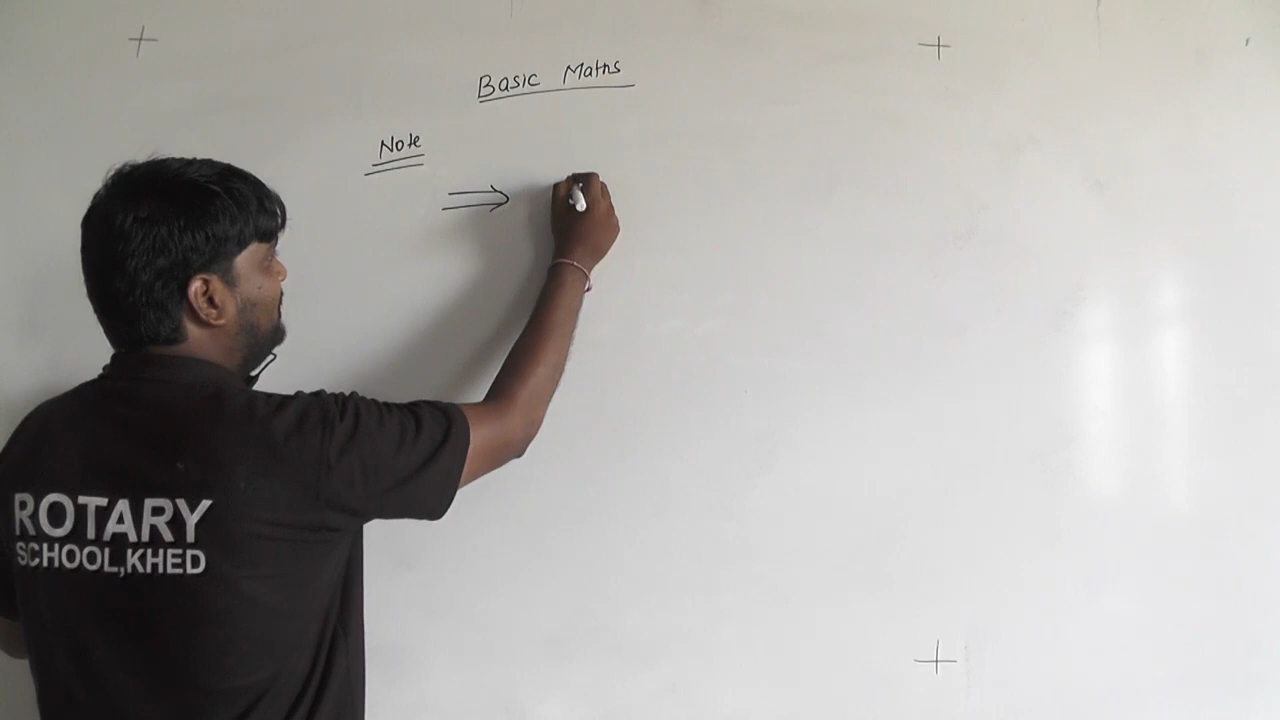 Basic Maths
Note
⇒
ROTARY
SCHOOL,KHED